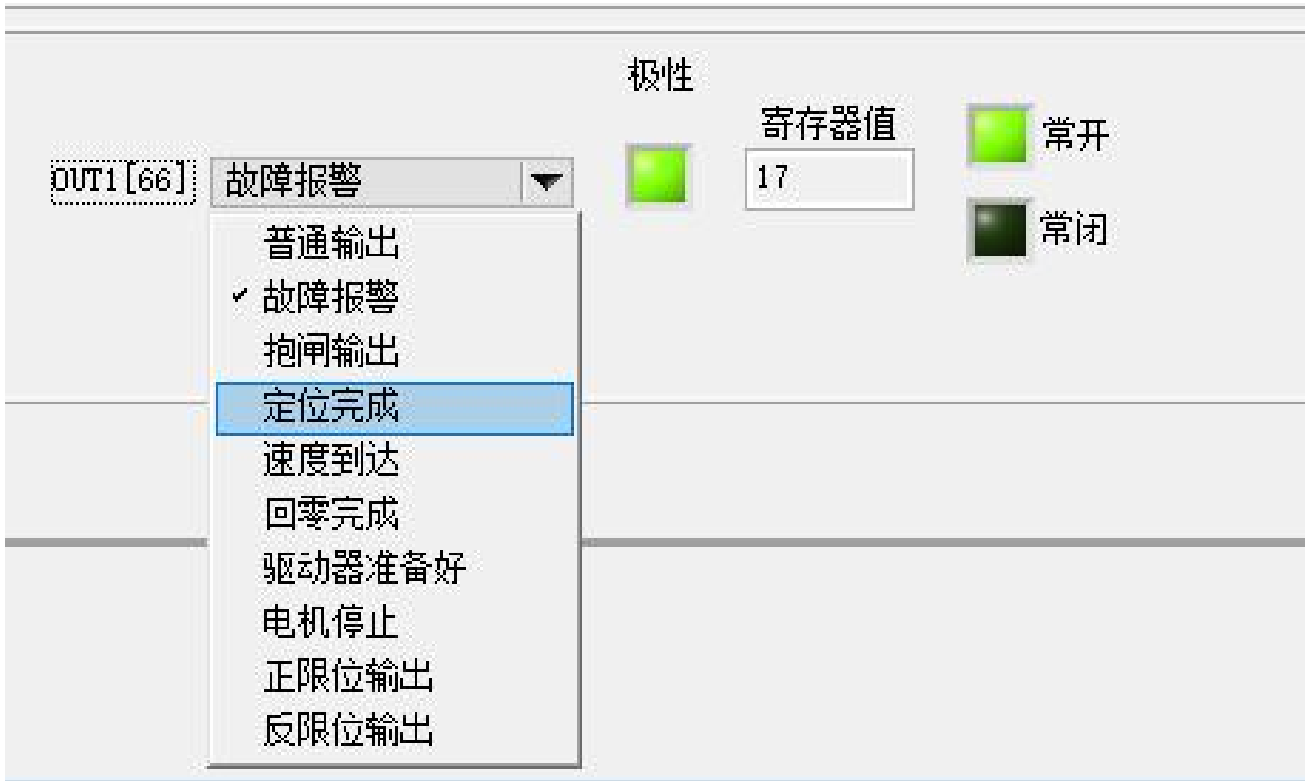 极性
寄存器值
常开
OUT1[66]
故障报警
17
常闭
普通输出
故障报警
抱闸输出
定位完成
速度到达
回零完成
驱动器准备好
电机停止
正限位输出
反限位输出